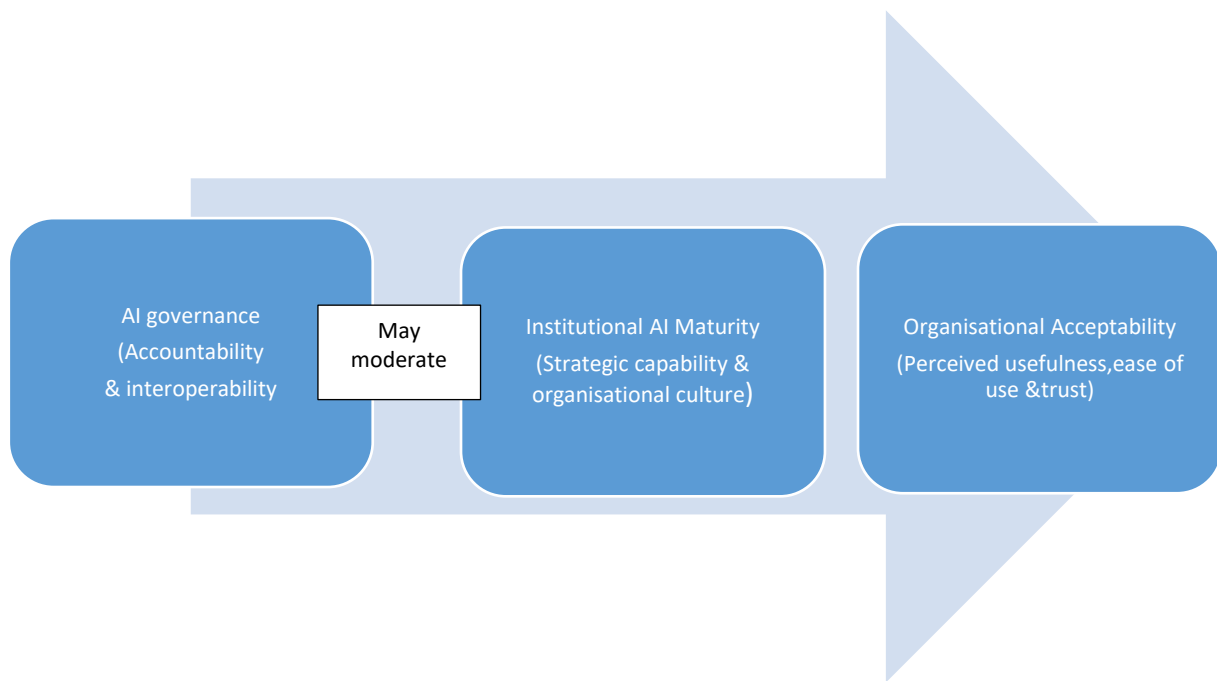 AI governance
(Accountability
& interoperability
May
moderate
Institutional AI Maturity
(Strategic capability &
organisational culture)
Organisational Acceptability
(Perceived usefulness,ease of
use &trust)